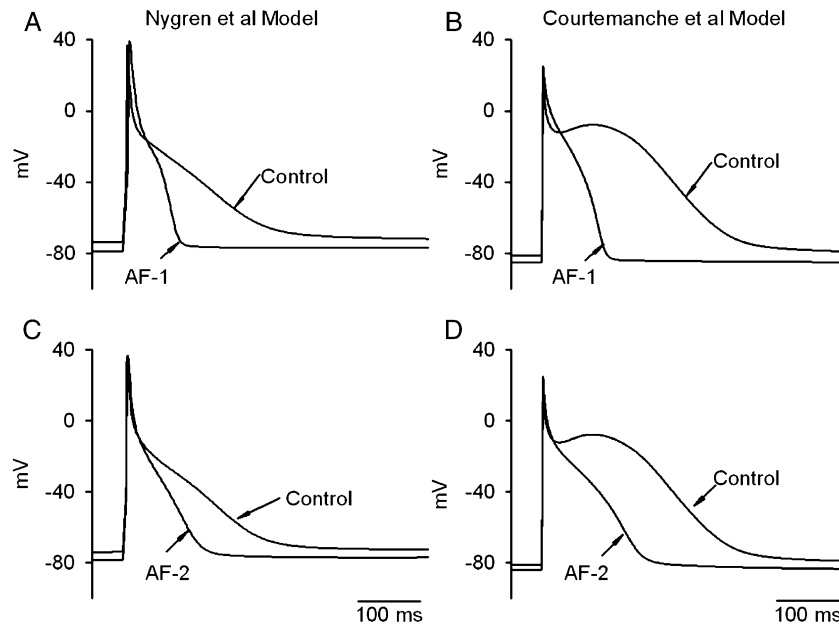 A
Nygren et al Model
40
0
-40
-80
mV
Control
AF-1
B
Courtemanche et al Model
40
0
-40
-80
mV
Control
AF-1
C
40
0
-40
-80
mV
Control
AF-2
100 ms
D
40
0
-40
-80
mV
Control
AF-2
100 ms